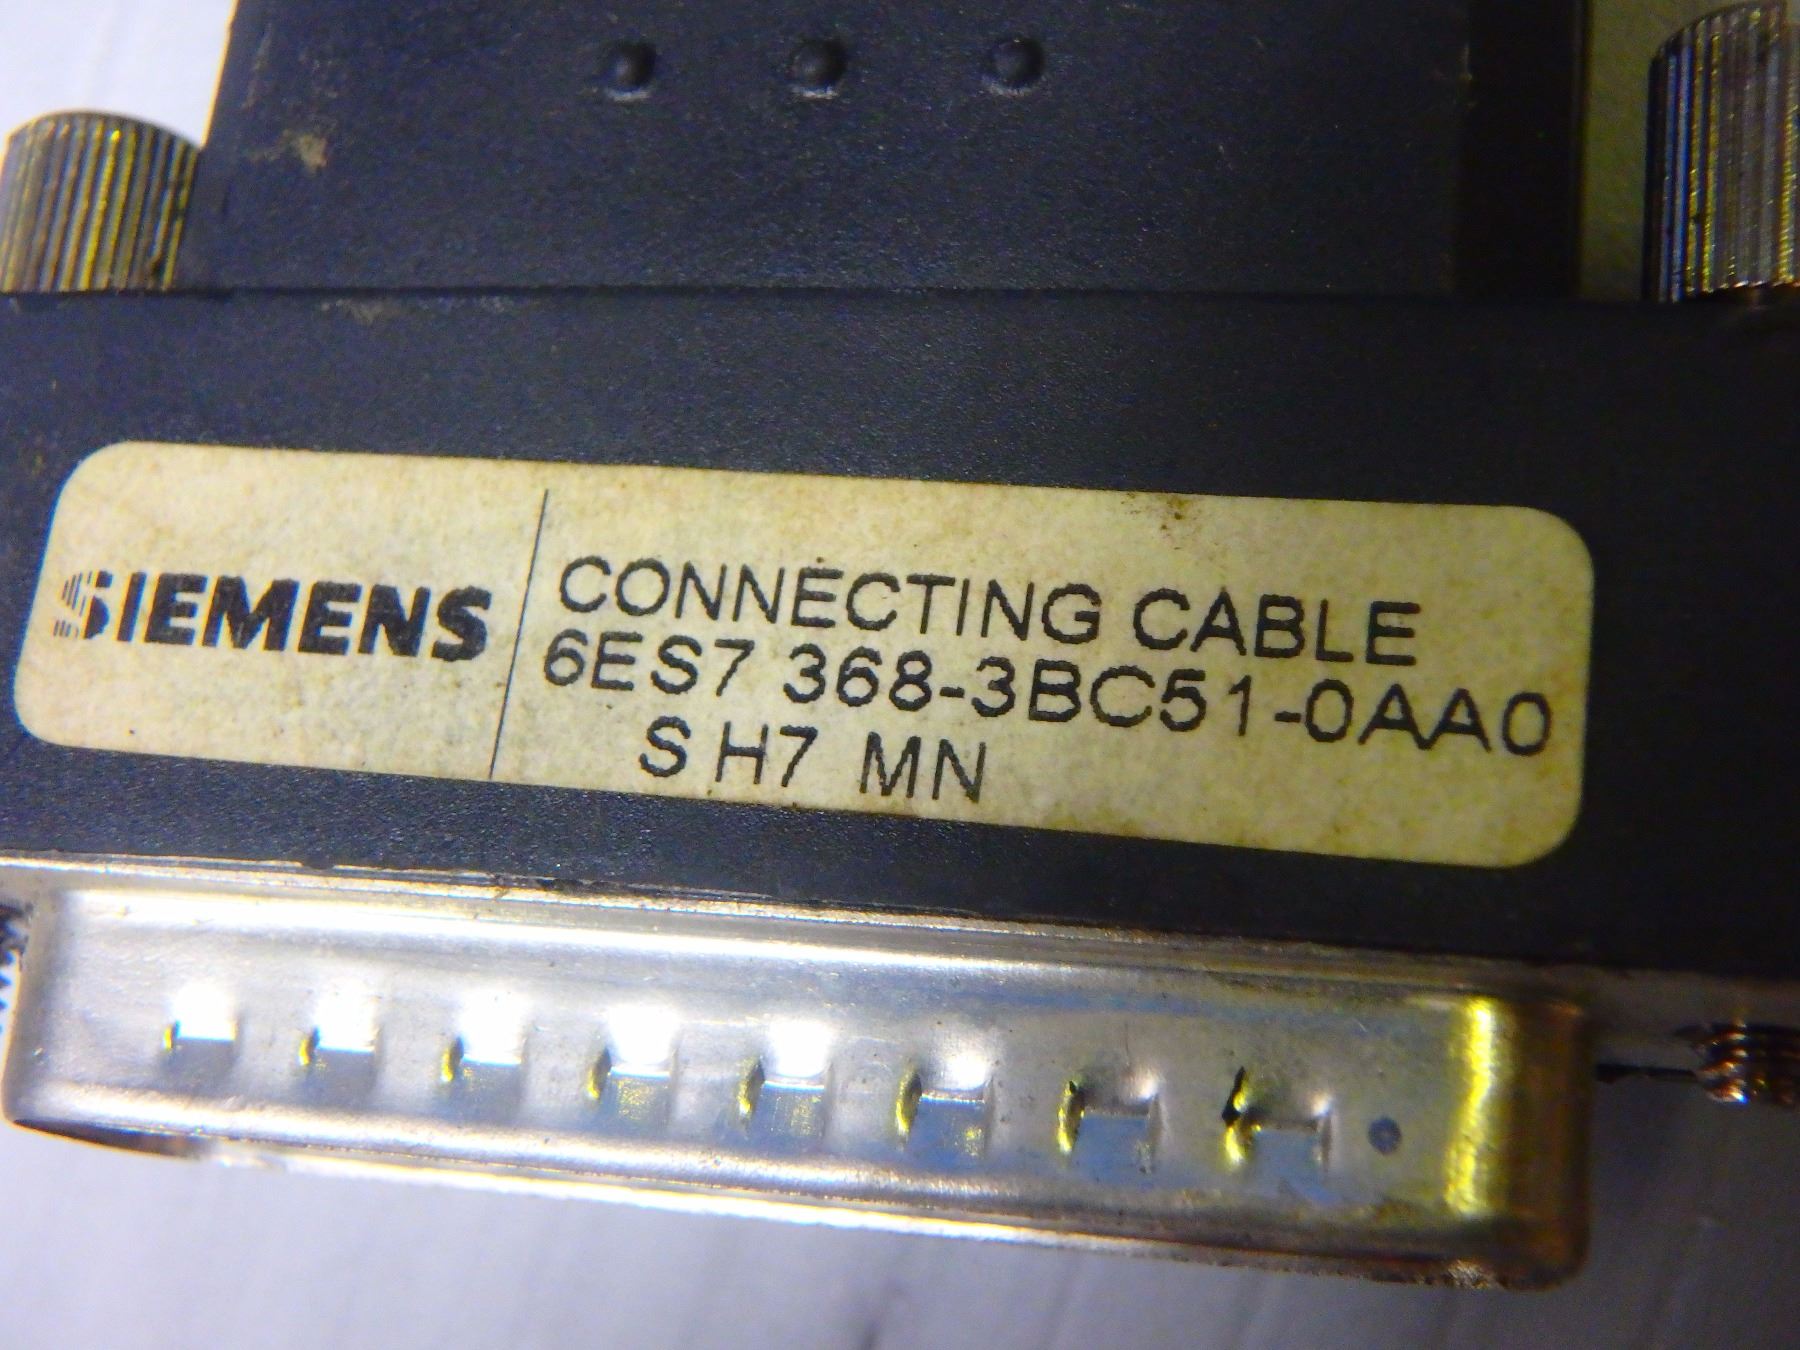 SIEMENS
CONNECTING CABLE
6ES7 368-3BC51-0AA0
S H7 MN